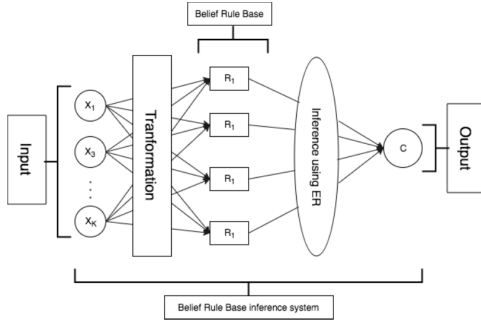 Belief Rule Base
Input
X1
X3
. . .
XK
Tranformation
R1
R1
R1
R1
Inference using ER
C
Output
Belief Rule Base inference system